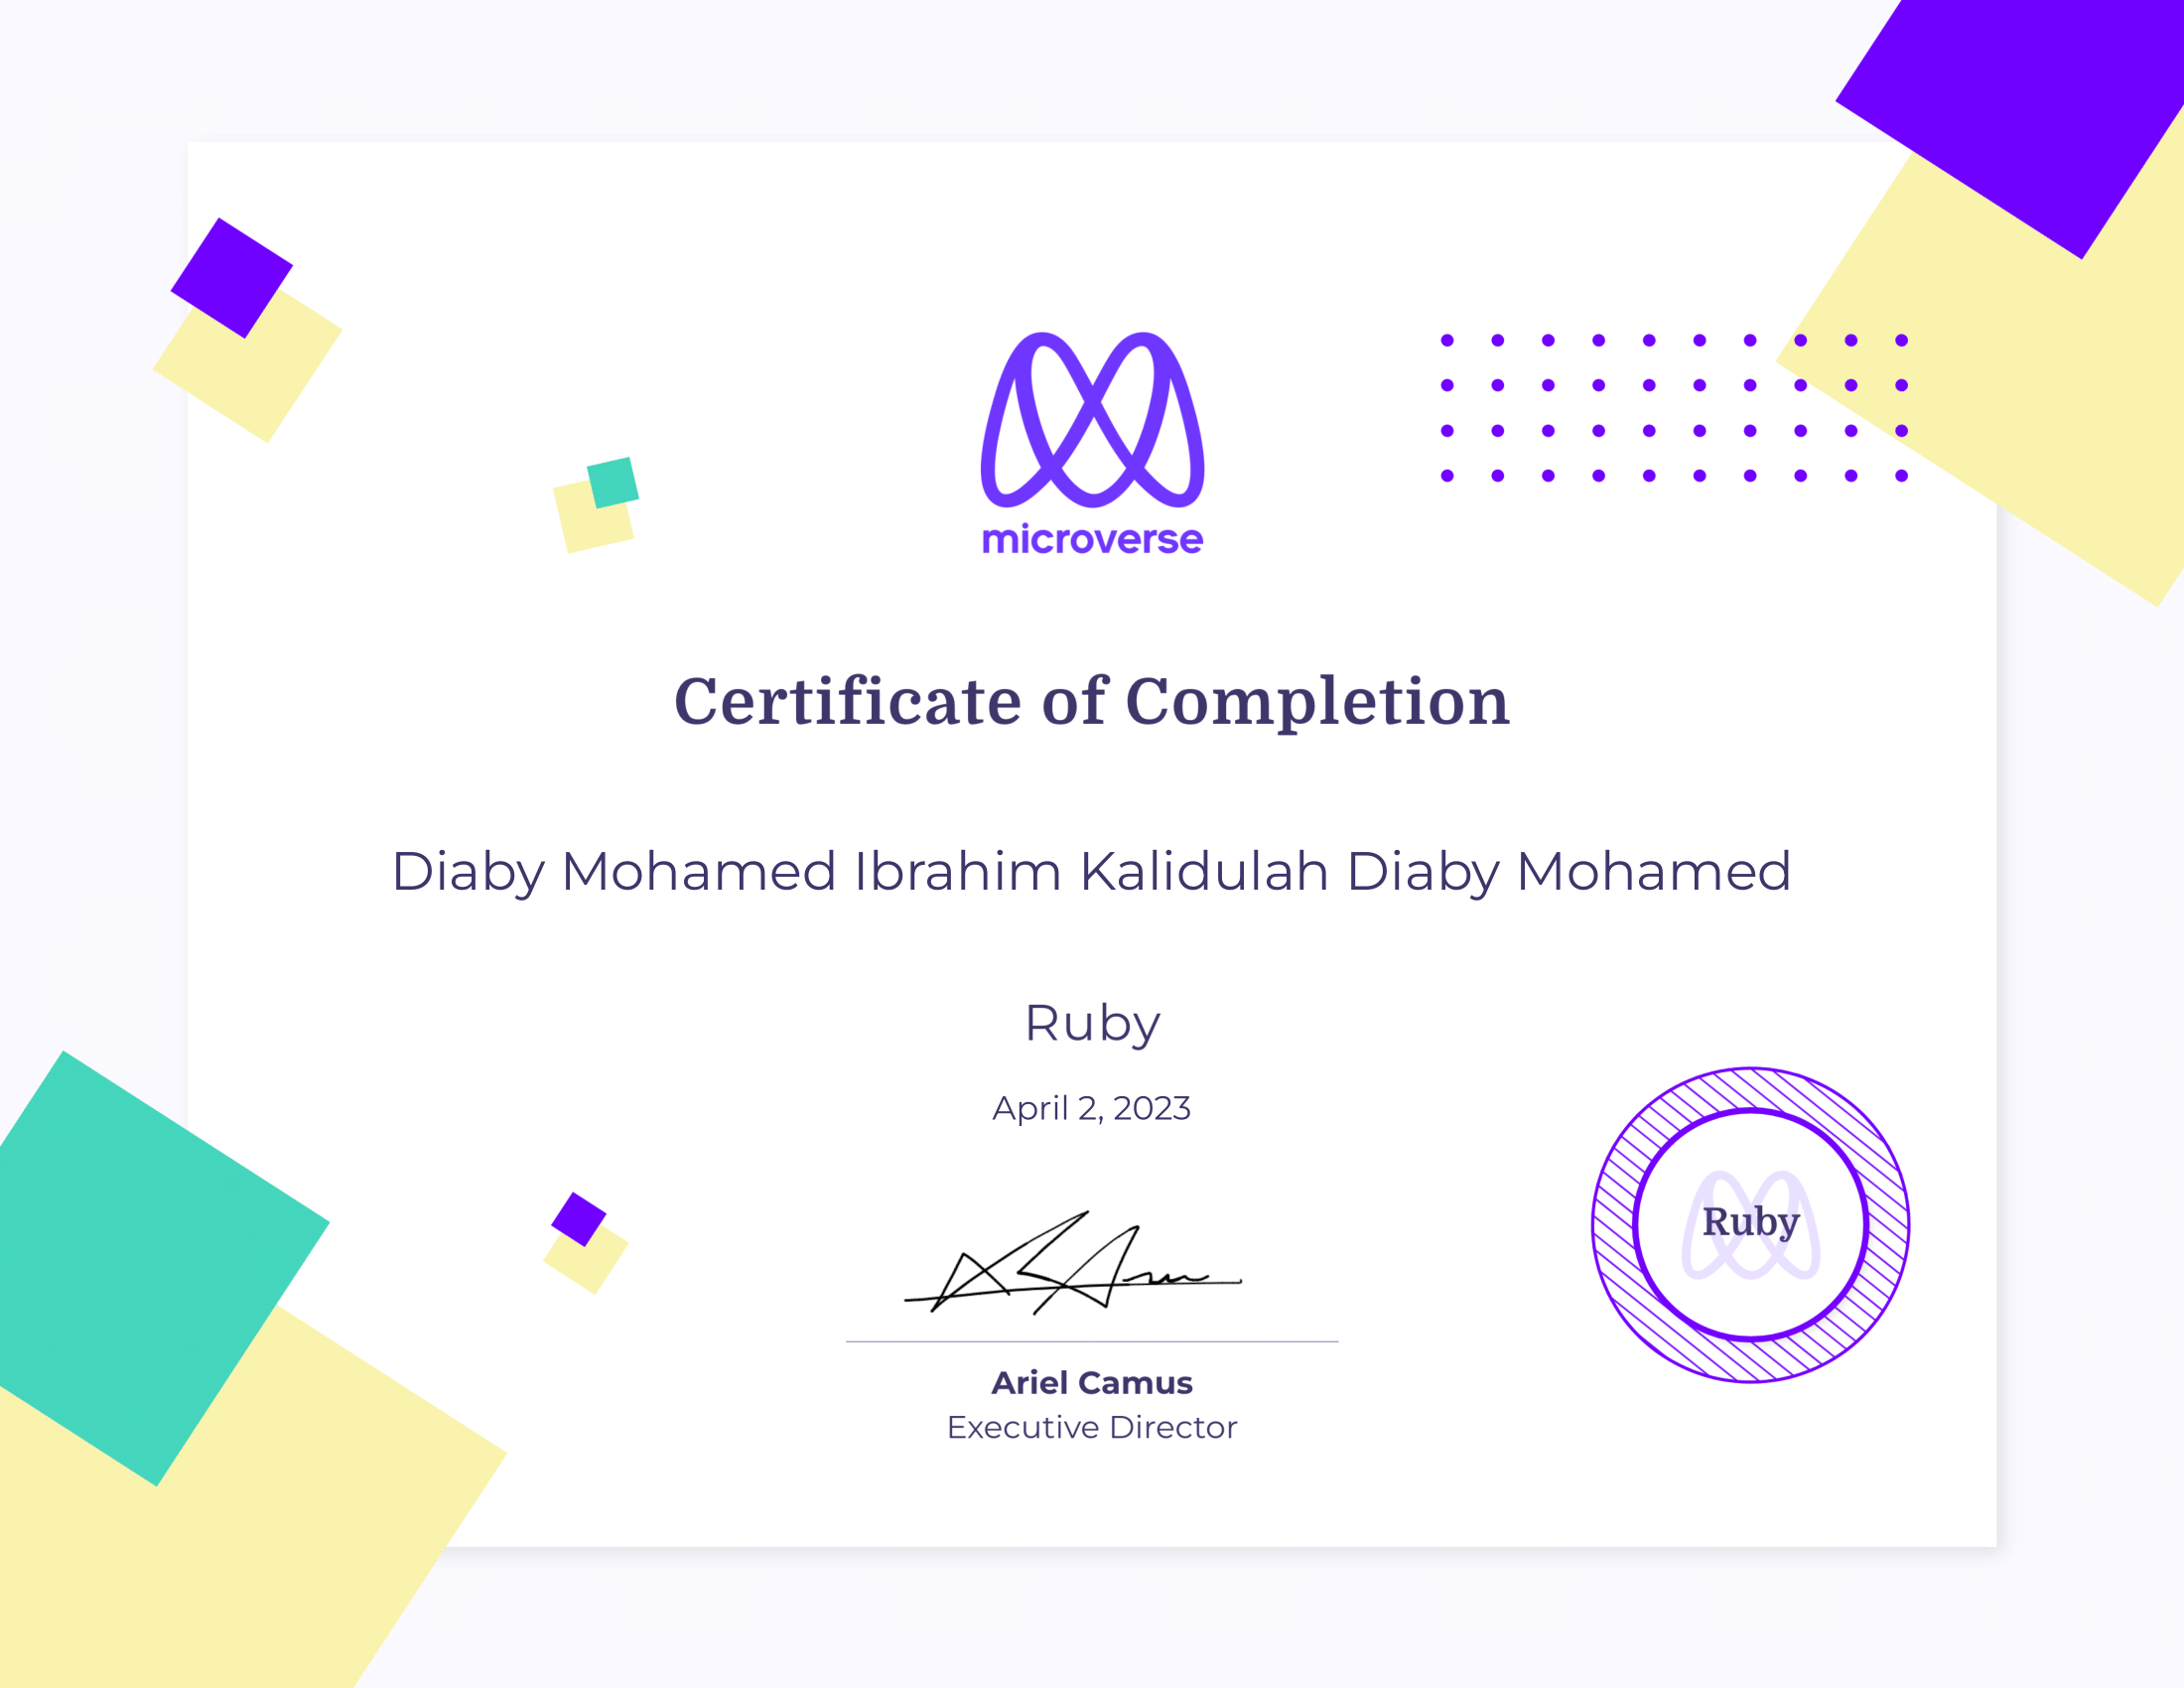 microverse
Certificate of Completion
Diaby Mohamed Ibrahim Kalidulah Diaby Mohamed
Ruby
April 2, 2023
Ruby
Ariel Camus
Executive Director